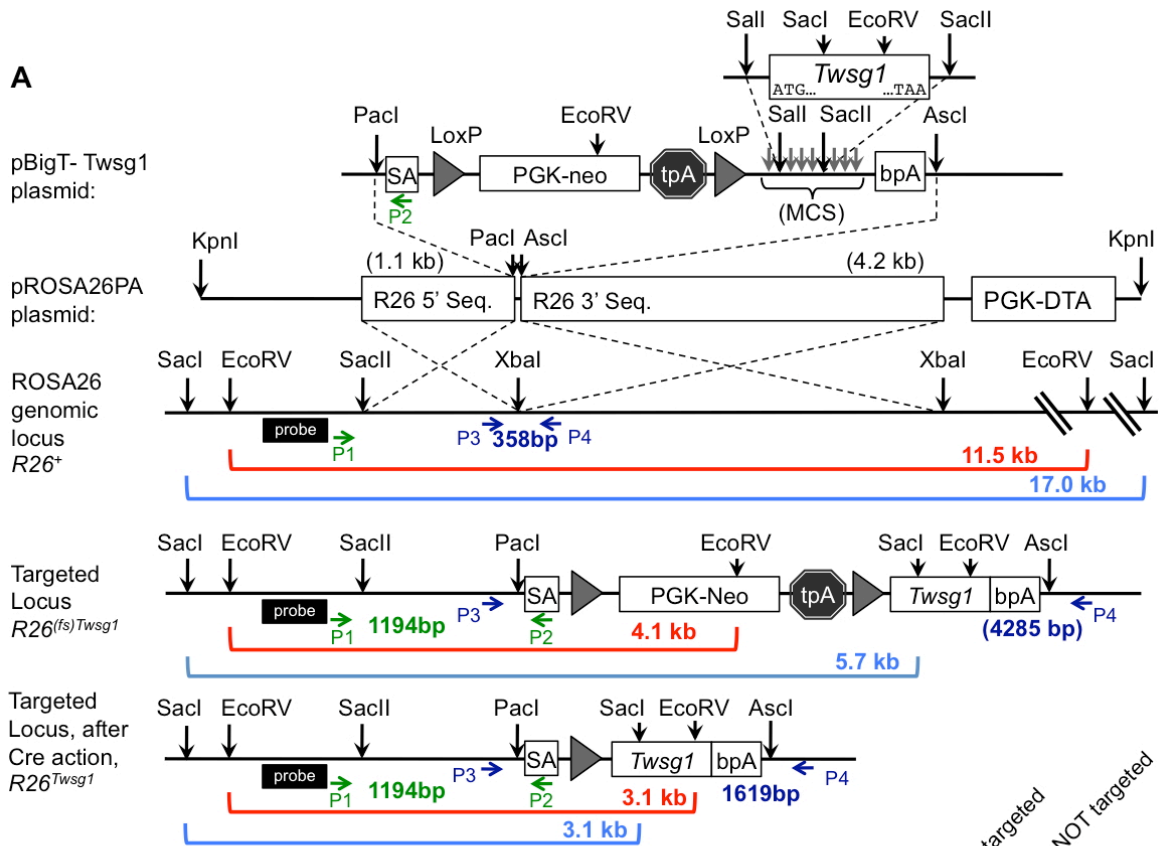 A
SalI SacI EcoRV SacII
Twsg1
ATG... ...TAA
PacI LoxP EcoRV LoxP SalI SacII AscI
pBigT- Twsg1
plasmid:
SA PGK-neo tpA bpA
P2 (MCS)
KpnI PacI AscI KpnI
(1.1 kb) (4.2 kb)
pROSA26PA
plasmid:
R26 5’ Seq. R26 3’ Seq. PGK-DTA
SacI EcoRV SacII XbaI XbaI EcoRV SacI
ROSA26
genomic
locus
R26+
probe P1 P3 358bp P4
11.5 kb
17.0 kb
SacI EcoRV SacII PacI EcoRV SacI EcoRV AscI
Targeted
Locus
R26(fs)Twsg1
SA PGK-Neo tpA Twsg1 bpA
probe P1 1194bp P3 P2 4.1 kb (4285 bp) P4
5.7 kb
Targeted
Locus, after
Cre action,
R26Twsg1
SacI EcoRV SacII PacI SacI EcoRV AscI
SA Twsg1 bpA
probe P1 1194bp P3 P2 3.1 kb 1619bp P4
3.1 kb
targeted
NOT targeted